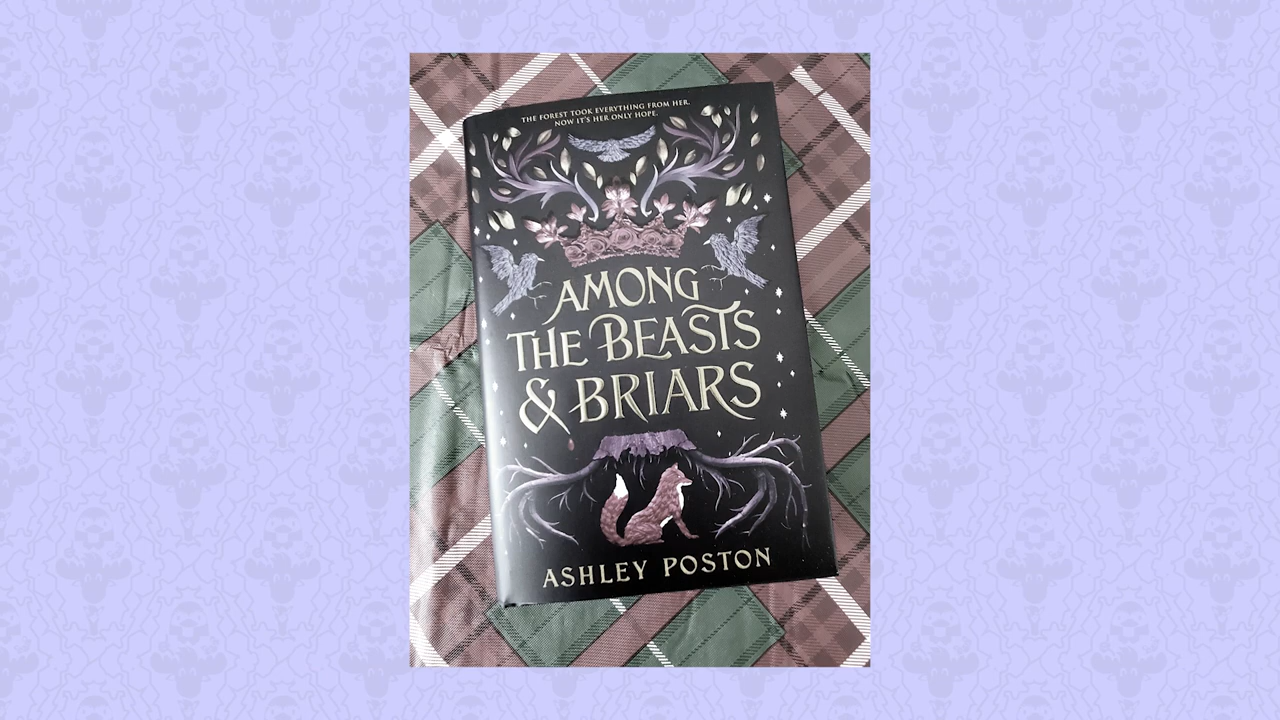 THE FOREST TOOK EVERYTHING FROM HER.
NOW IT'S HER ONLY HOPE.
AMONG
THE BEASTS
& BRIARS
ASHLEY POSTON